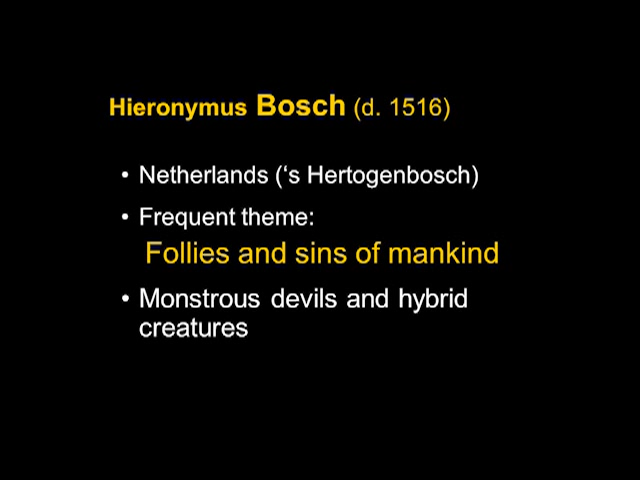 Hieronymus Bosch (d. 1516)
• Netherlands (‘s Hertogenbosch)
• Frequent theme:
Follies and sins of mankind
• Monstrous devils and hybrid
creatures